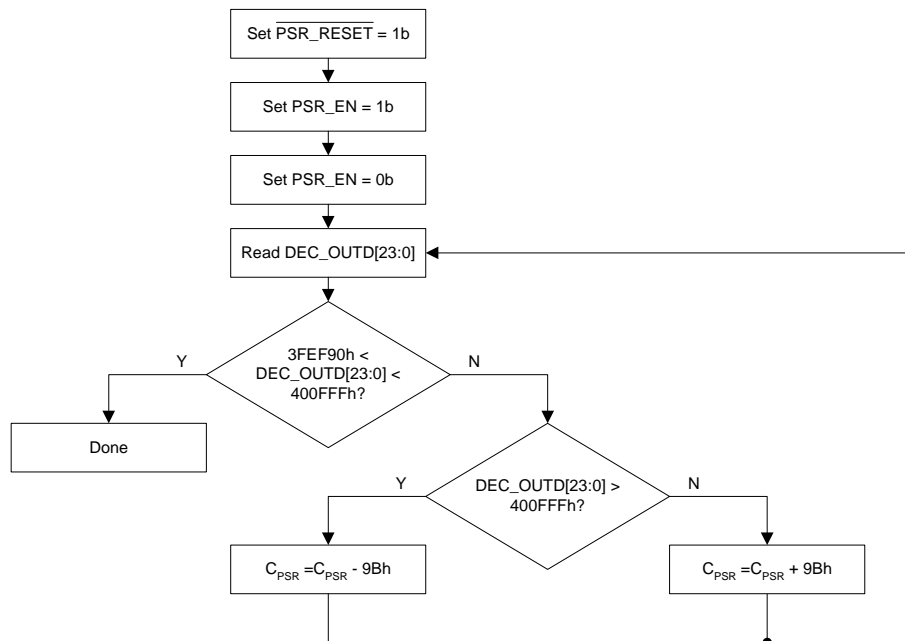 Set PSR_RESET = 1b
Set PSR_EN = 1b
Set PSR_EN = 0b
Read DEC_OUTD[23:0]
3FEF90h <
DEC_OUTD[23:0] <
400FFFh?
Y
N
Done
DEC_OUTD[23:0] >
400FFFh?
Y
N
CPSR =CPSR - 9Bh
CPSR =CPSR + 9Bh